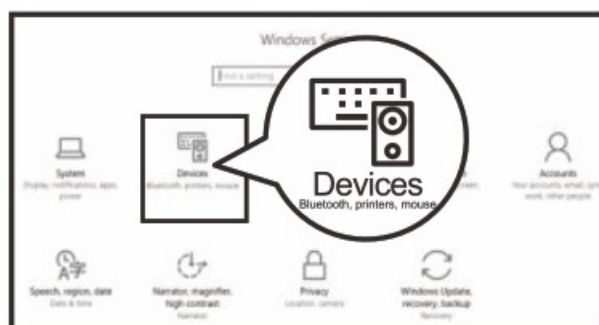 Windows Se
Find a setting
System
Display, notifications, apps,
power
Devices
Bluetooth, printers, mouse
Devices
Bluetooth, printers, mouse
Accounts
Your accounts, email, sync,
work, other people
Speech, region, date
Date & time
Narrator, magnifier,
high contrast
Narrator
Privacy
Location, camera
Windows Update,
recovery, backup
Recovery